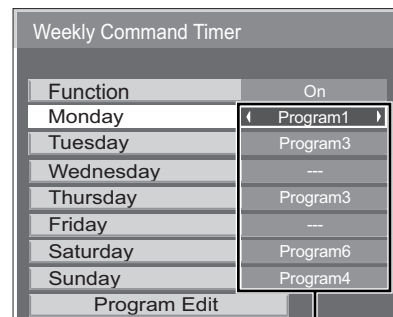 Weekly Command Timer
Function On
Monday Program1
Tuesday Program3
Wednesday ---
Thursday Program3
Friday ---
Saturday Program6
Sunday Program4
Program Edit